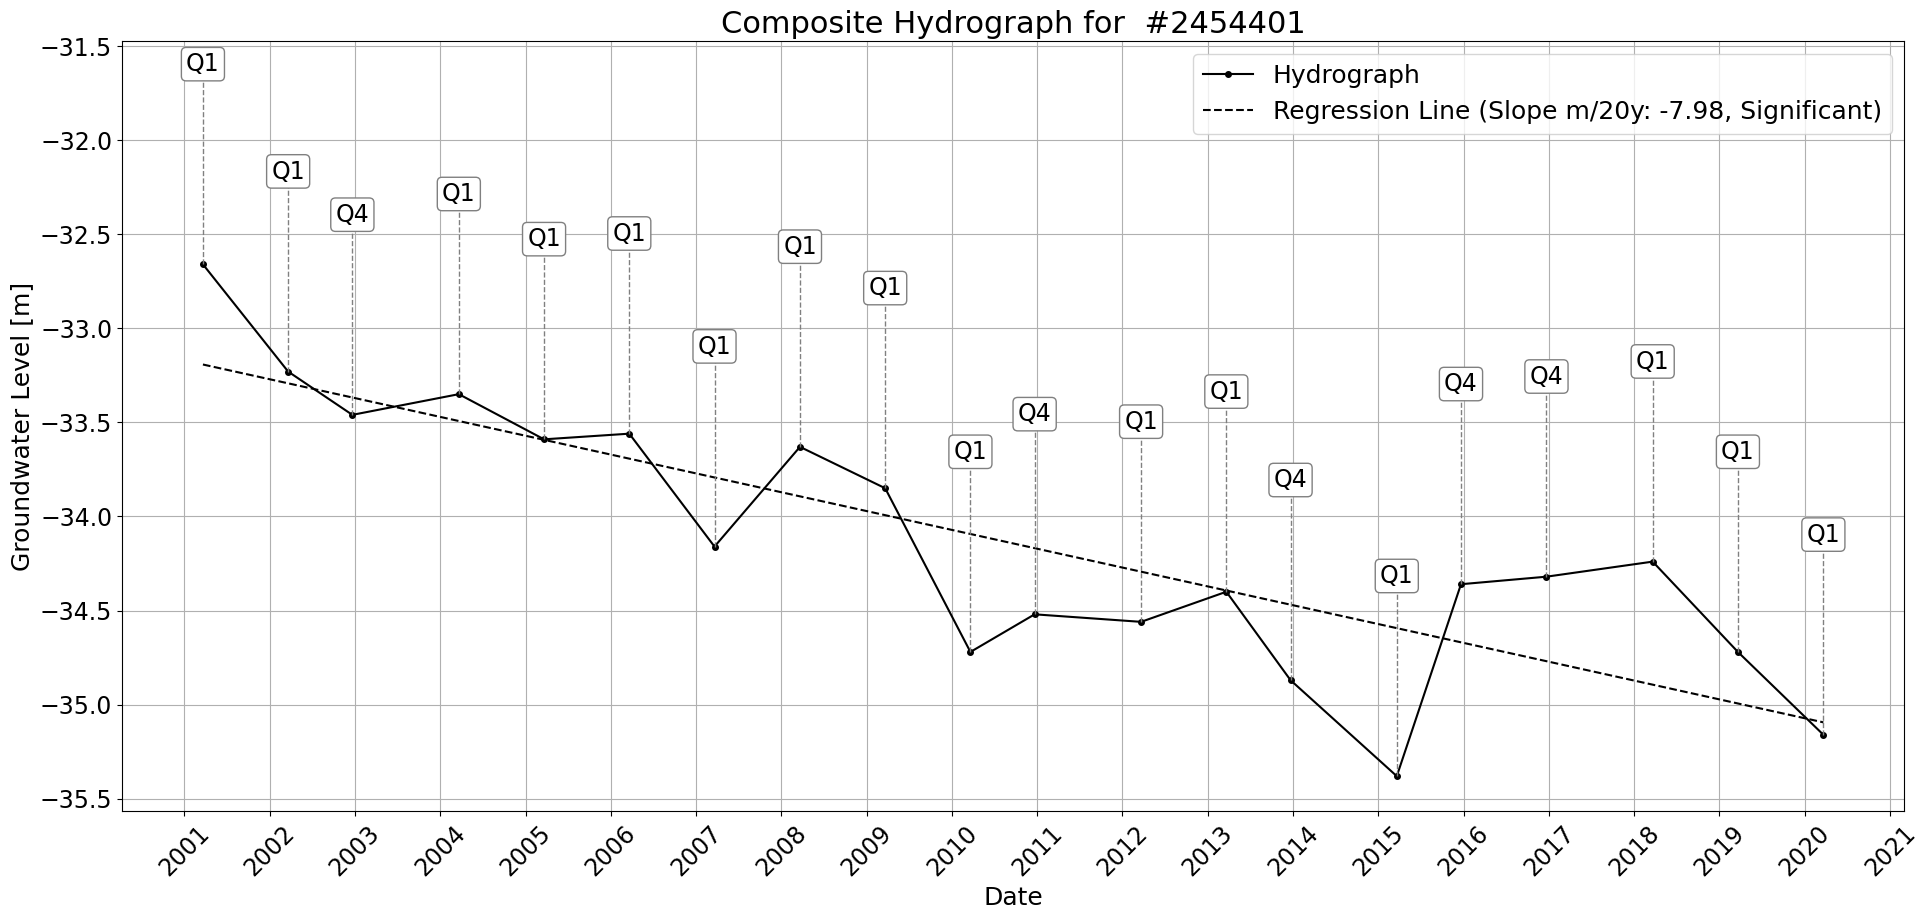 Composite Hydrograph for  #2454401
Hydrograph
Regression Line (Slope m/20y: -7.98, Significant)
Groundwater Level [m]
−31.5
−32.0
−32.5
−33.0
−33.5
−34.0
−34.5
−35.0
−35.5
Q1
Q1
Q4
Q1
Q1
Q1
Q1
Q1
Q1
Q1
Q4
Q1
Q1
Q4
Q1
Q4
Q4
Q1
Q1
Q1
2001
2002
2003
2004
2005
2006
2007
2008
2009
2010
2011
2012
2013
2014
2015
2016
2017
2018
2019
2020
2021
Date